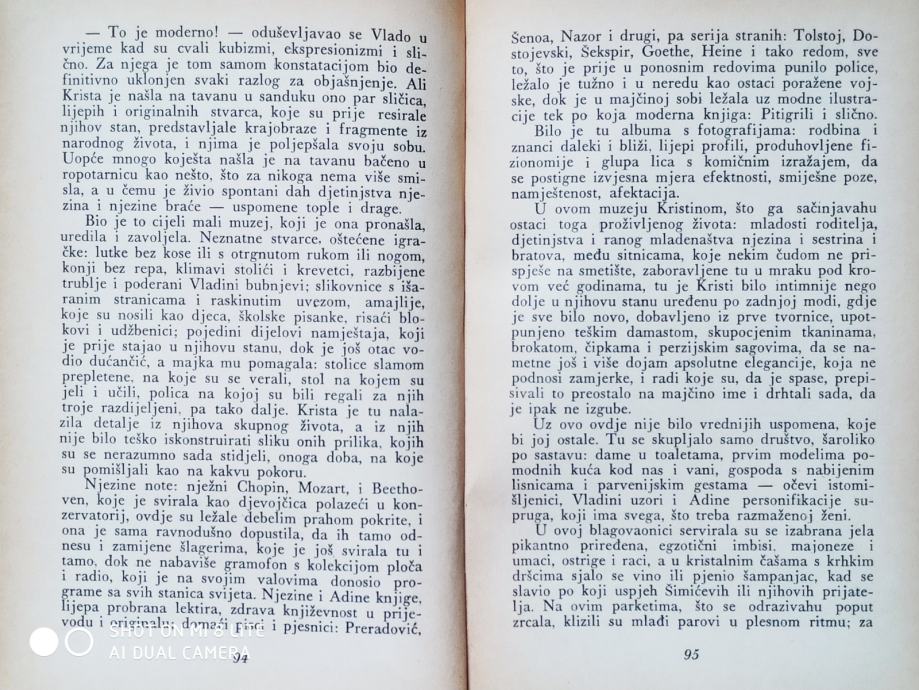 — To je moderno! — oduševljavao se Vlado u
vrijeme kad su cvali kubizmi, ekspresionizmi i sli-
čno. Za njega je tom samom konstatacijom bio de-
finitivno uklonjen svaki razlog za objašnjenje. Ali
Krista je našla na tavanu u sanduku ono par sličica,
lijepih i originalnih stvarca, koje su prije resirale
njihov stan, predstavljale krajobraze i fragmente iz
narodnog života, i njima je poljepšala svoju sobu.
Uopće mnogo koješta našla je na tavanu bačeno u
ropotarnicu kao nešto, što za nikoga nema više smi-
sla, a u čemu je živio spontani dah djetinjstva nje-
zina i njezine braće — uspomene tople i drage.
Bio je to cijeli mali muzej, koji je ona pronašla,
uredila i zavoljela. Neznatne stvarce, oštećene igra-
čke: lutke bez kose ili s otrgnutom rukom ili nogom,
konji bez repa, klimavi stolići i krevetci, razbijene
trublje i poderani Vladini bubnjevi; slikovnice s iša-
ranim stranicama i raskinutim uvezom, amajlije,
koje su nosili kao djeca, školske pisanke, risaći blo-
kovi i udžbenici; pojedini dijelovi namještaja, koji
je prije stajao u njihovu stanu, dok je još otac vo-
dio dućančić, a majka mu pomagala: stolice slamom
prepletene, na koje su se verali, stol na kojem su
jeli i učili, polica na kojoj su bili regali za njih
troje razdijeljeni, pa tako dalje. Krista je tu nala-
zila detalje iz njihova skupnog života, a iz njih
nije bilo teško iskonstruirati sliku onih prilika, kojih
su se nerazumno sada stidjeli, onoga doba, na koje
su pomišljali kao na kakvu pokoru.
Njezine note: nježni Chopin, Mozart, i Beetho-
ven, koje je svirala kao djevojčica polazeći u kon-
zervatorij, ovdje su ležale debelim prahom pokrite, i
ona je sama ravnodušno dopustila, da ih tamo od-
nesu i zamijene šlagerima, koje je još svirala tu i
tamo, dok ne nabaviše gramofon s kolekcijom ploča
i radio, koji je na svojim valovima donosio pro-
grame sa svih stanica svijeta. Njezine i Adine knjige,
lijepa probrana lektira, zdrava književnost u prije-
vodu i originalu: domaći pisci i pjesnici: Preradović,
SHOT ON MI 8 LITE
AI DUAL CAMERA
94
Šenoa, Nazor i drugi, pa serija stranih: Tolstoj, Do-
stojevski, Šekspir, Goethe, Heine i tako redom, sve
to, što je prije u ponosnim redovima punilo police,
ležalo je tužno i u neredu kao ostaci poražene voj-
ske, dok je u majčinoj sobi ležala uz modne ilustra-
cije tek po koja moderna knjiga: Pitigrili i slično.
Bilo je tu albuma s fotografijama: rodbina i
znanci daleki i bliži, lijepi profili, produhovljene fi-
zionomije i glupa lica s komičnim izražajem, da
se postigne izvjesna mjera efektnosti, smiješne poze,
namještenost, afektacija.
U ovom muzeju Kristinom, što ga sačinjavahu
ostaci toga proživljenog života: mladosti roditelja,
djetinjstva i ranog mladenaštva njezina i sestrina i
bratova, među sitnicama, koje nekim čudom ne pri-
spješe na smetište, zaboravljene tu u mraku pod kro-
vom već godinama, tu je Kristi bilo intimnije nego
dolje u njihovu stanu uređenu po zadnjoj modi, gdje
je sve bilo novo, dobavljeno iz prve tvornice, upot-
punjeno teškim damastom, skupocjenim tkaninama,
brokatom, čipkama i perzijskim sagovima, da se na-
metne još i više dojam apsolutne elegancije, koja ne
podnosi zamjerke, i radi koje su, da je spase, prepi-
sivali to preostalo na majčino ime i drhtali sada, da
je ipak ne izgube.
Uz ovo ovdje nije bilo vrednijih uspomena, koje
bi joj ostale. Tu se skupljalo samo društvo, šaroliko
po sastavu: dame u toaletama, prvim modelima po-
modnih kuća kod nas i vani, gospoda s nabijenim
lisnicama i parvenijskim gestama — očevi istomi-
šljenici, Vladini uzori i Adine personifikacije su-
pruga, koji ima svega, što treba razmaženoj ženi.
U ovoj blagovaonici servirala su se izabrana jela
pikantno priređena, egzotični imbisi, majoneze i
umaci, ostrige i raci, a u kristalnim čašama s krhkim
dršcima sjalo se vino ili pjenio šampanjac, kad se
slavio po koji uspjeh Šimićevih ili njihovih prijate-
lja. Na ovim parketima, što se odrazivahu poput
zrcala, klizili su mlađi parovi u plesnom ritmu; za
95